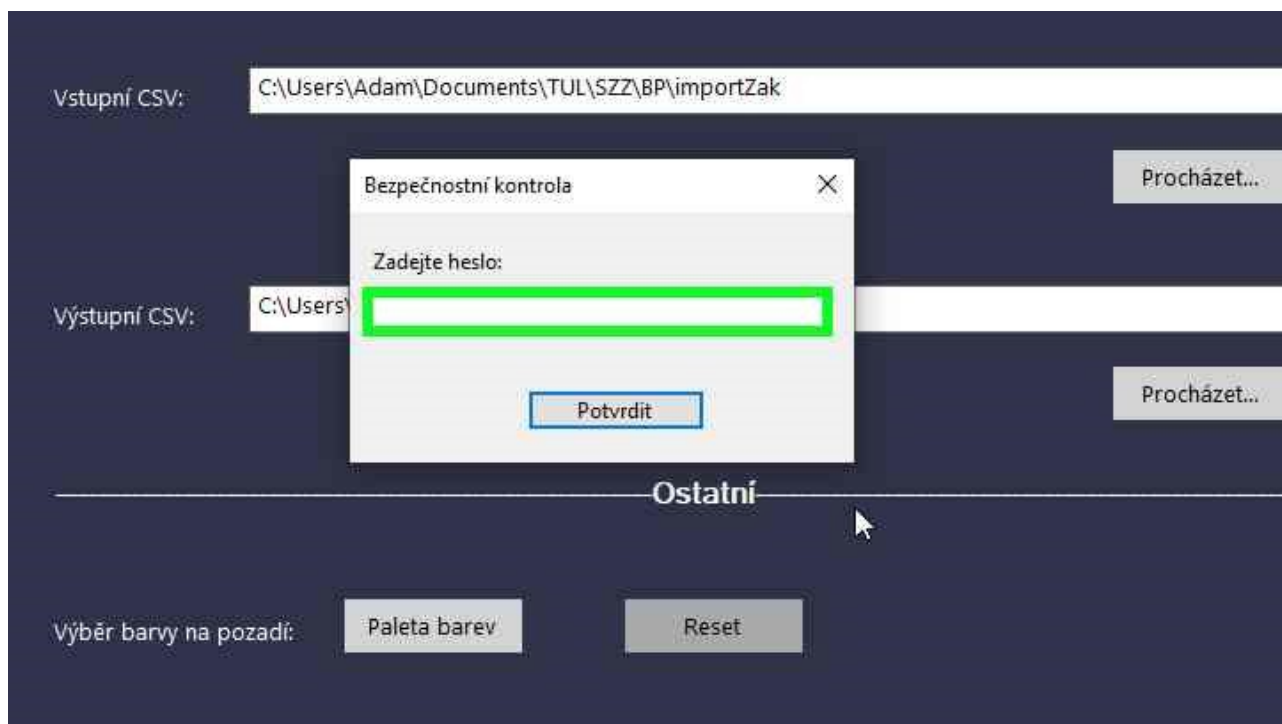 Vstupní CSV:
C:\Users\Adam\Documents\TUL\SZZ\BP\importZak
Procházet...
Bezpečnostní kontrola
Zadejte heslo:
Výstupní CSV:
C:\Users\
Potvrdit
Procházet...
Ostatní
Výběr barvy na pozadí:
Paleta barev
Reset